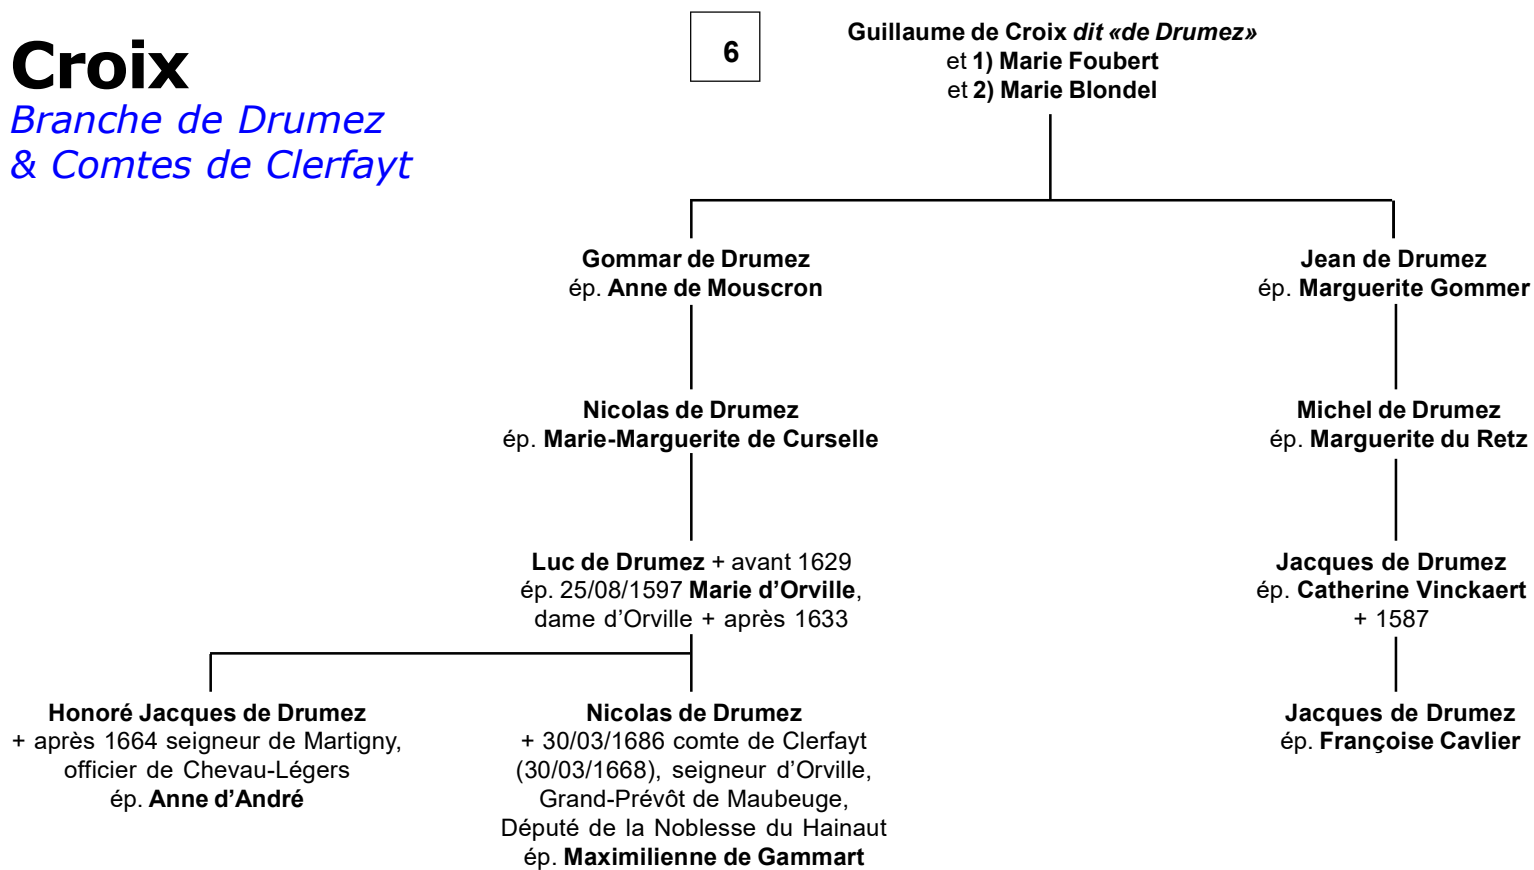 Croix
Branche de Drumez
& Comtes de Clerfayt
6
Guillaume de Croix dit «de Drumez»
et 1) Marie Foubert
et 2) Marie Blondel
Gommar de Drumez
ép. Anne de Mouscron
Jean de Drumez
ép. Marguerite Gommer
Nicolas de Drumez
ép. Marie-Marguerite de Curselle
Michel de Drumez
ép. Marguerite du Retz
Luc de Drumez + avant 1629
ép. 25/08/1597 Marie d’Orville,
dame d’Orville + après 1633
Jacques de Drumez
ép. Catherine Vinckaert
+ 1587
Honoré Jacques de Drumez
+ après 1664 seigneur de Martigny,
officier de Chevau-Légers
ép. Anne d’André
Nicolas de Drumez
+ 30/03/1686 comte de Clerfayt
(30/03/1668), seigneur d’Orville,
Grand-Prévôt de Maubeuge,
Député de la Noblesse du Hainaut
ép. Maximilienne de Gammart
Jacques de Drumez
ép. Françoise Cavlier